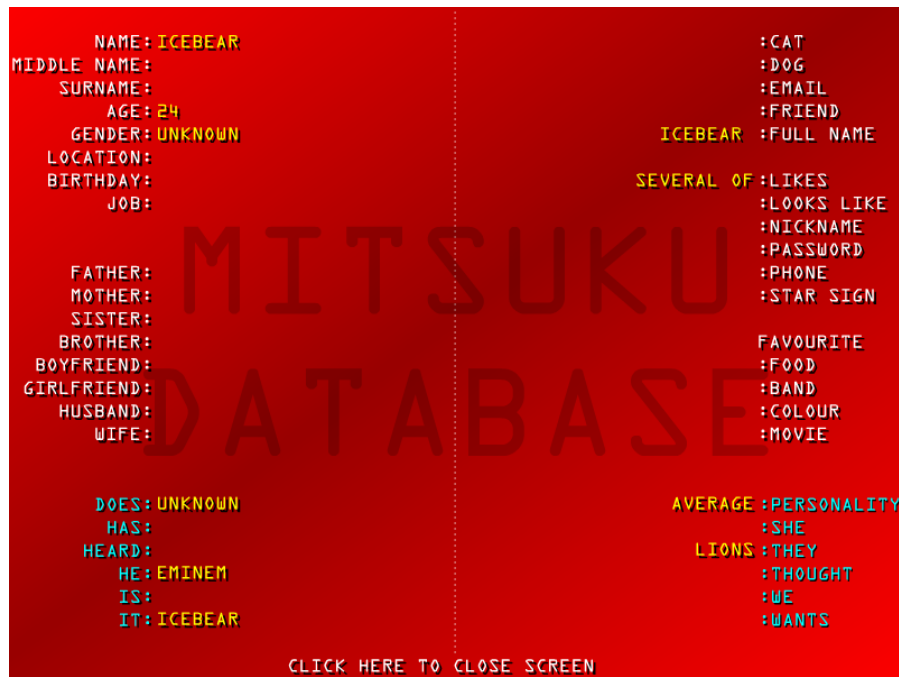 NAME: ICEBEAR
MIDDLE NAME:
SURNAME:
AGE: 24
GENDER: UNKNOWN
LOCATION:
BIRTHDAY:
JOB:
FATHER:
MOTHER:
SISTER:
BROTHER:
BOYFRIEND:
GIRLFRIEND:
HUSBAND:
WIFE:
DOES: UNKNOWN
HAS:
HEARD:
HE: EMINEM
IS:
IT: ICEBEAR
:CAT
:DOG
:EMAIL
:FRIEND
ICEBEAR :FULL NAME
SEVERAL OF :LIKES
:LOOKS LIKE
:NICKNAME
:PASSWORD
:PHONE
:STAR SIGN
FAVOURITE
:FOOD
:BAND
:COLOUR
:MOVIE
AVERAGE :PERSONALITY
:SHE
LIONS :THEY
:THOUGHT
:WE
:WANTS
MITSUKU
DATABASE
CLICK HERE TO CLOSE SCREEN